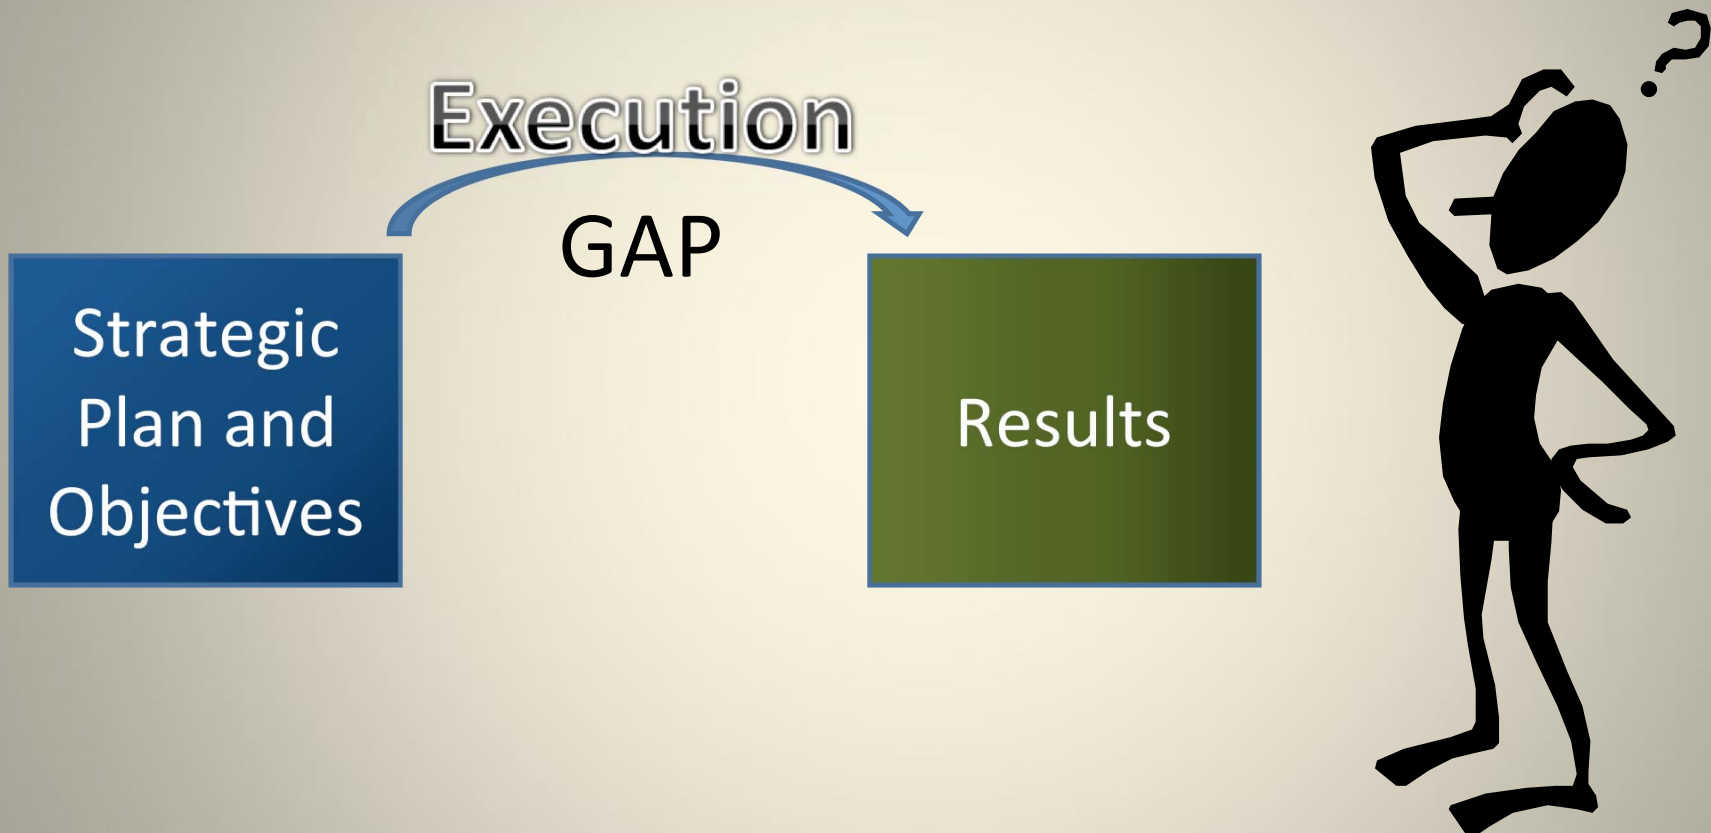 Execution
GAP
Strategic
Plan and
Objectives
Results
?